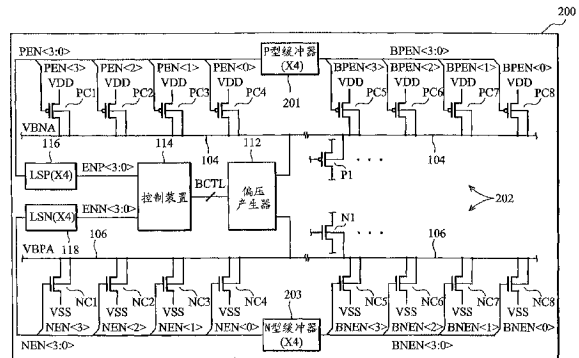 200
PEN<3:0>
P型缓冲器
(X4)
BPEN<3:0>
PEN<3> PEN<2> PEN<1> PEN<0>
BPEN<3> BPEN<2> BPEN<1> BPEN<0>
VDD VDD VDD VDD
201
VDD VDD VDD VDD
PC1 PC2 PC3 PC4
PC5 PC6 PC7 PC8
VBNA
116 114 104 112 104
LSP(X4) ENP<3:0>
控制装置
BCTL
偏压
产生器
P1
202
LSN(X4) ENN<3:0>
N1
118
VBPA 106 106
NC1 NC2 NC3 NC4
NC5 NC6 NC7 NC8
VSS VSS VSS VSS
203
VSS VSS VSS VSS
NEN<3> NEN<2> NEN<1> NEN<0>
N型缓冲器
(X4)
BNEN<3> BNEN<2> BNEN<1> BNEN<0>
NEN<3:0>
BNEN<3:0>